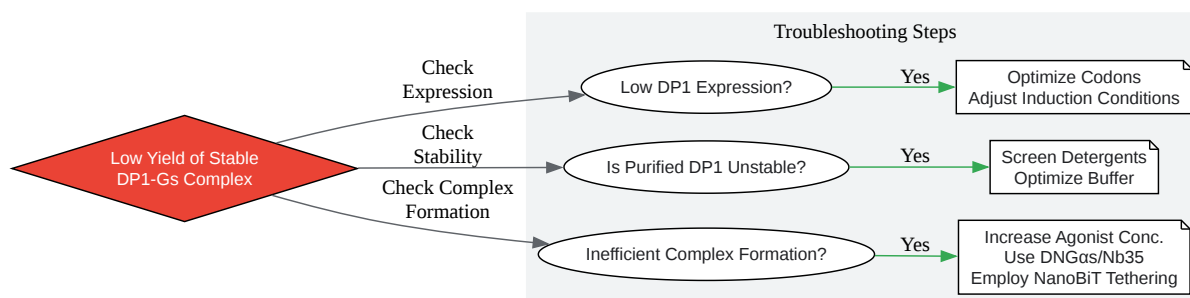 Troubleshooting Steps
Low Yield of Stable
DP1-Gs Complex
Check
Expression
Low DP1 Expression?
Yes
Optimize Codons
Adjust Induction Conditions
Check
Stability
Is Purified DP1 Unstable?
Yes
Screen Detergents
Optimize Buffer
Check Complex
Formation
Inefficient Complex Formation?
Yes
Increase Agonist Conc.
Use DNGαs/Nb35
Employ NanoBiT Tethering